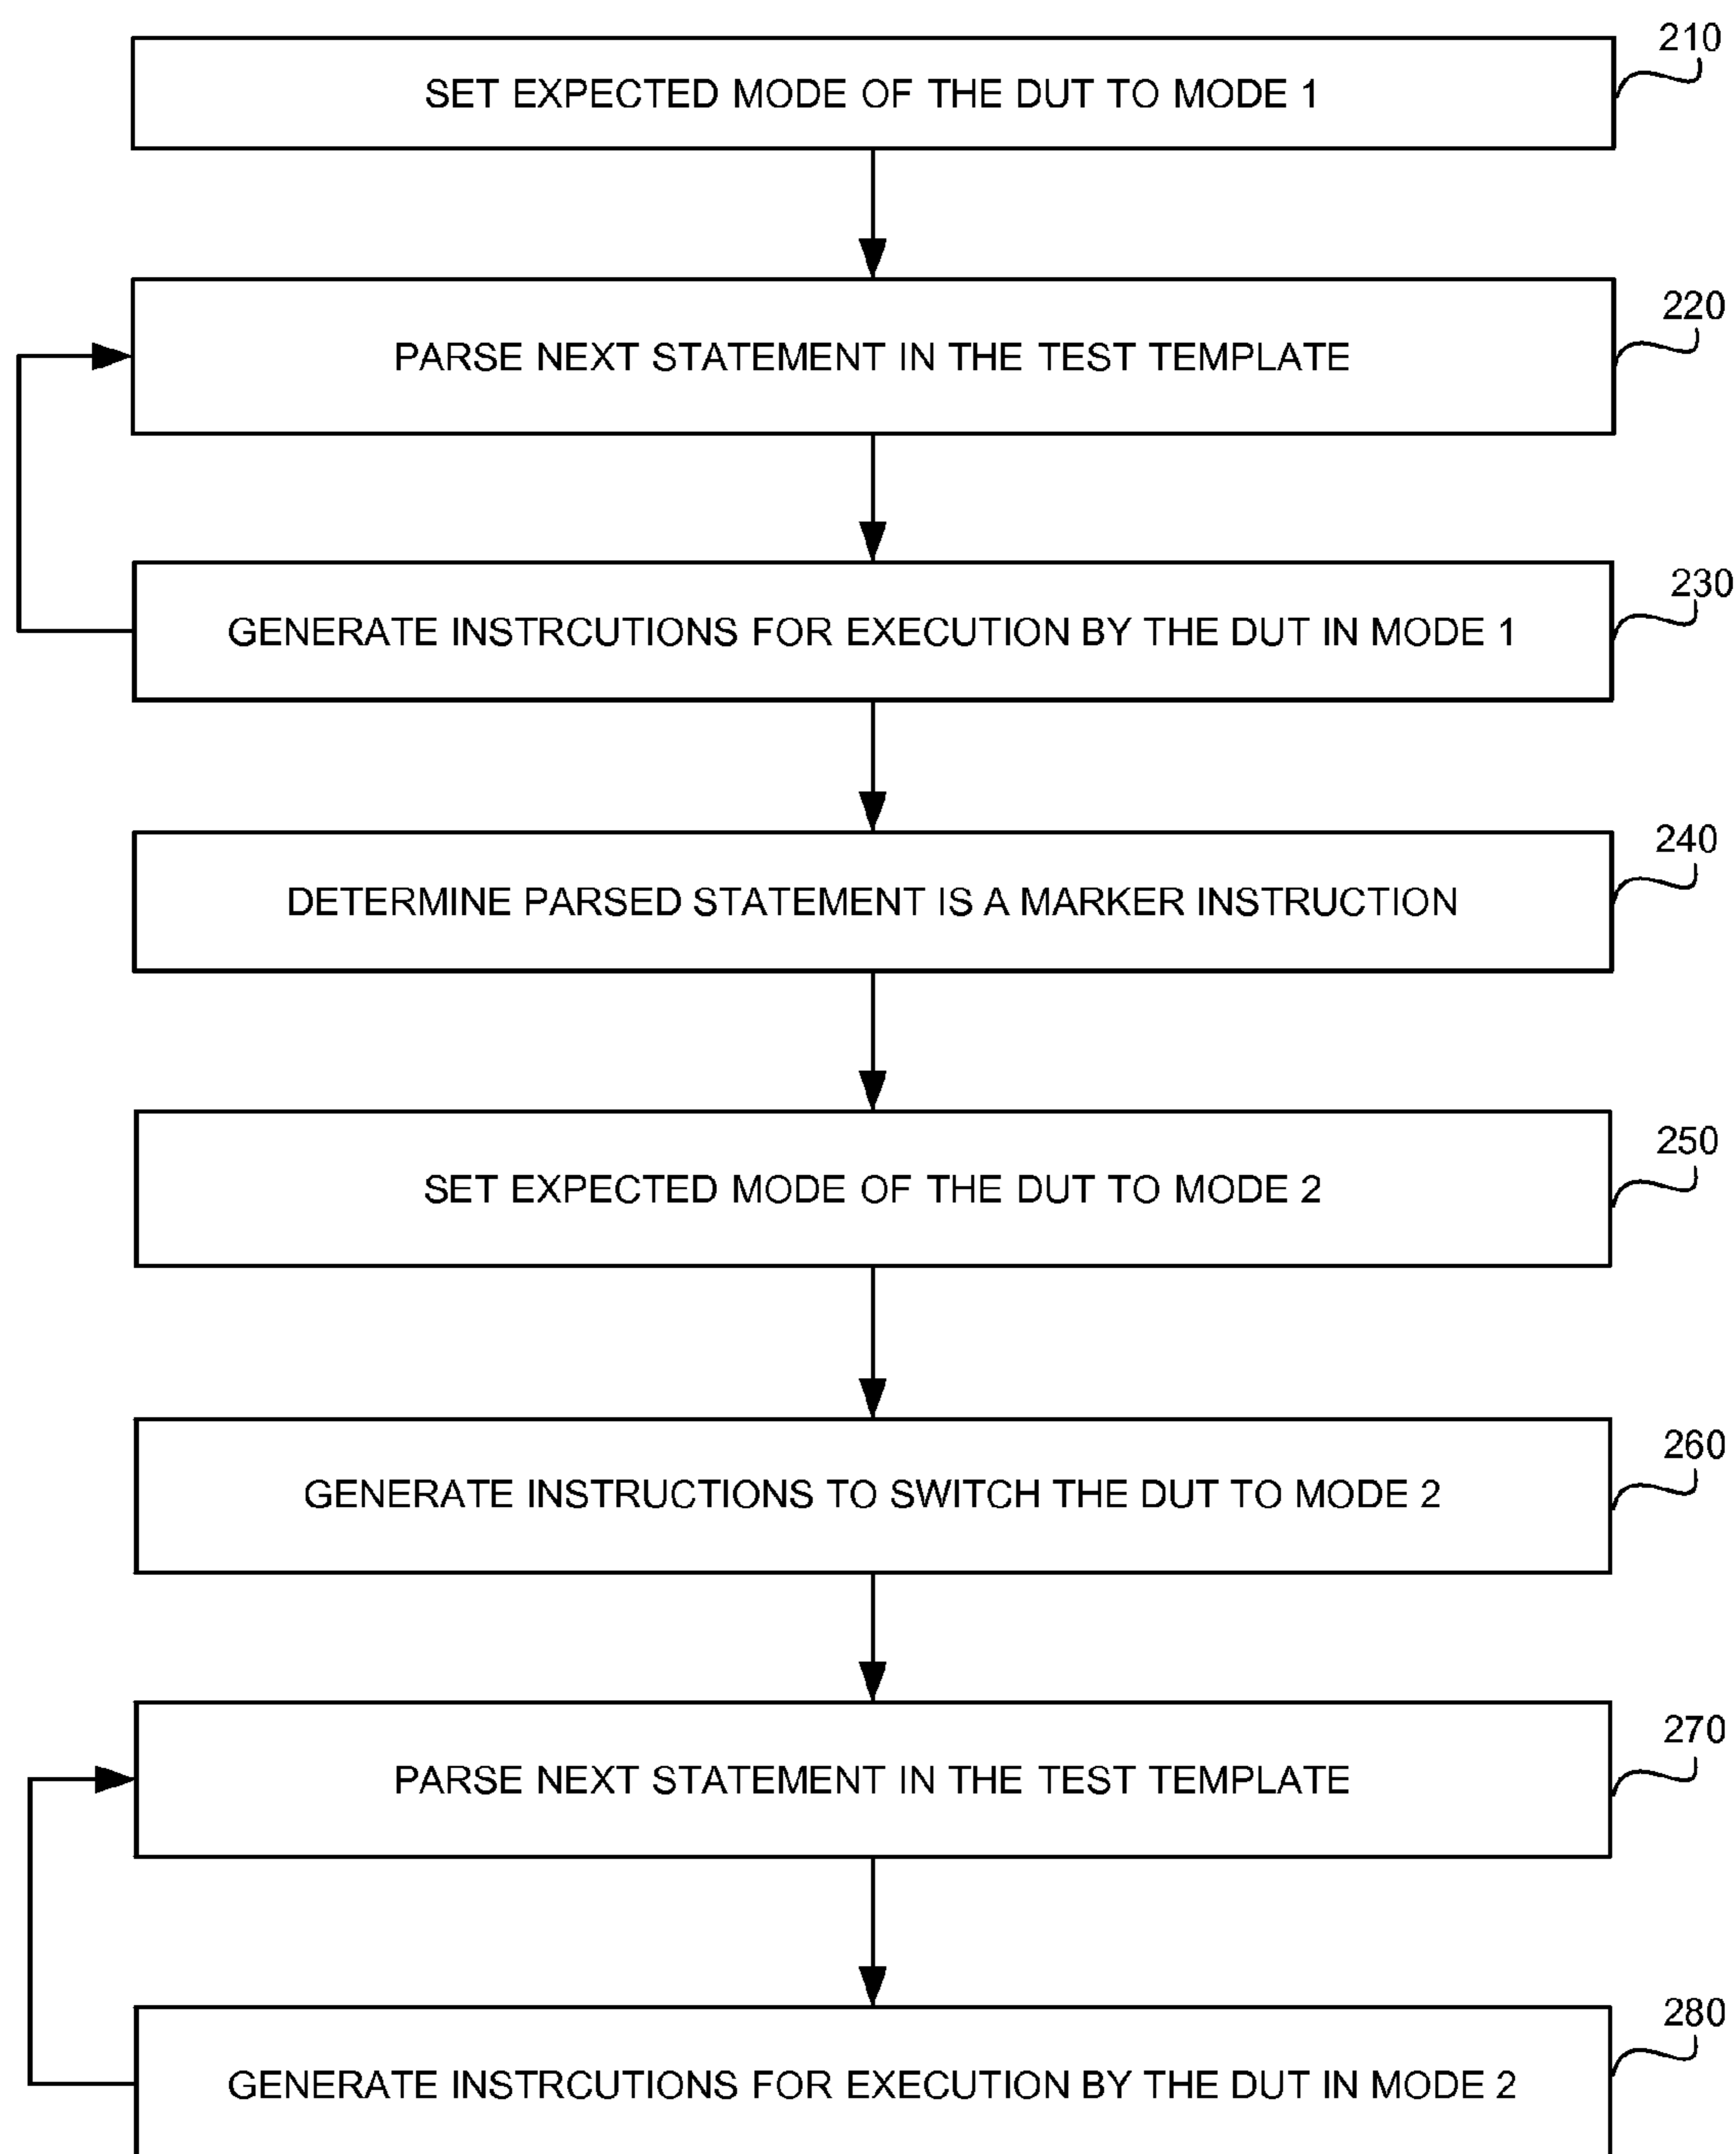 210
SET EXPECTED MODE OF THE DUT TO MODE 1
220
PARSE NEXT STATEMENT IN THE TEST TEMPLATE
230
GENERATE INSTRCUTIONS FOR EXECUTION BY THE DUT IN MODE 1
240
DETERMINE PARSED STATEMENT IS A MARKER INSTRUCTION
250
SET EXPECTED MODE OF THE DUT TO MODE 2
260
GENERATE INSTRUCTIONS TO SWITCH THE DUT TO MODE 2
270
PARSE NEXT STATEMENT IN THE TEST TEMPLATE
280
GENERATE INSTRCUTIONS FOR EXECUTION BY THE DUT IN MODE 2